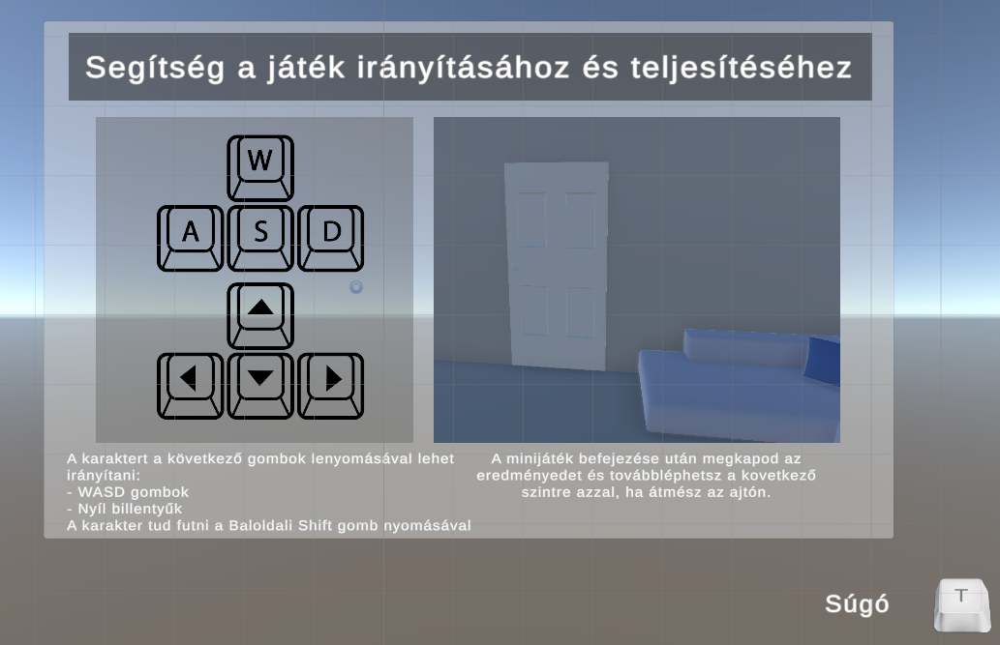 Segítség a játék irányításához és teljesítéséhez
W
A S D
A karaktert a következő gombok lenyomásával lehet
irányítani:
- WASD gombok
- Nyíl billentyűk
A karakter tud futni a Baloldali Shift gomb nyomásával
A minijáték befejezése után megkapod az
eredményedet és továbbléphetsz a kovetkező
szintre azzal, ha átmész az ajtón.
Súgó
T